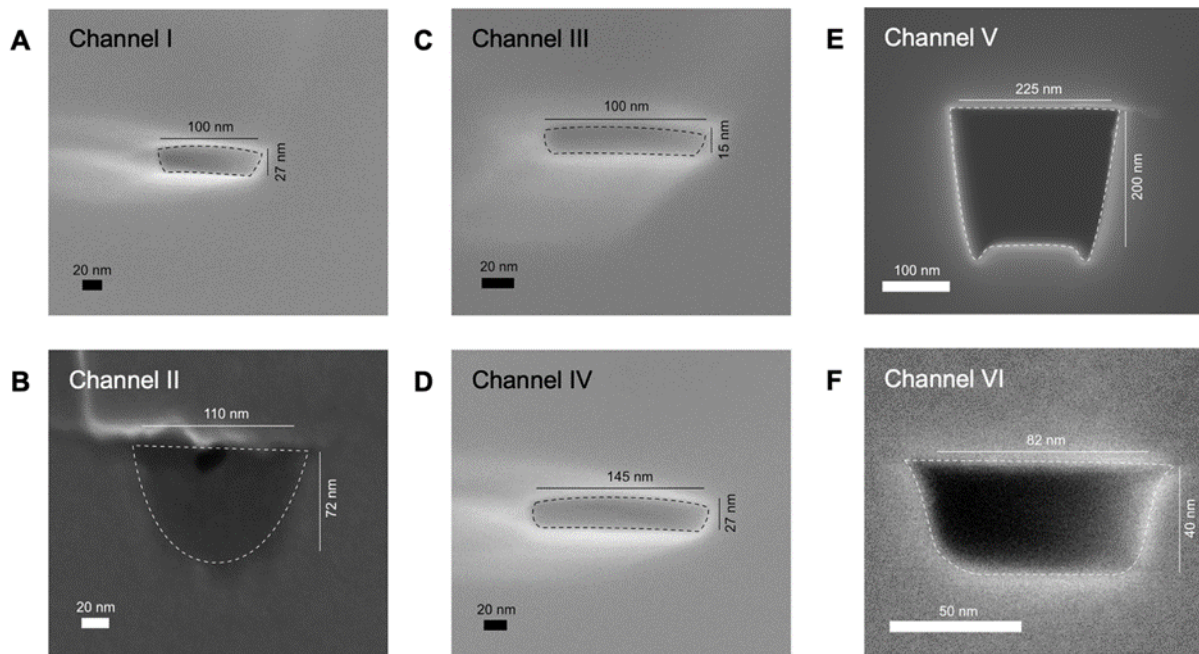 A
Channel I
100 nm
27 nm
20 nm
B
Channel II
110 nm
72 nm
20 nm
C
Channel III
100 nm
15 nm
20 nm
D
Channel IV
145 nm
27 nm
20 nm
E
Channel V
225 nm
200 nm
100 nm
F
Channel VI
82 nm
40 nm
50 nm